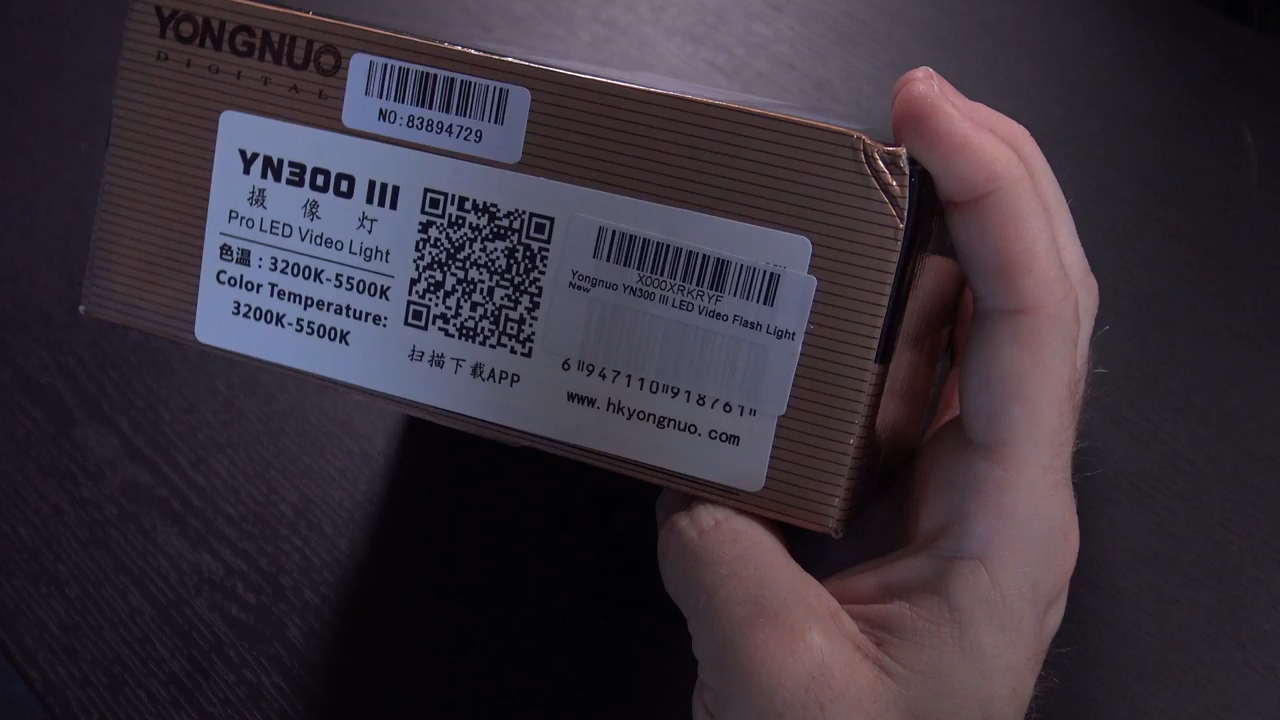 YONGNUO
DIGITAL
NO:83894729
YN300 III
摄 像 灯
Pro LED Video Light
色温：3200K-5500K
Color Temperature:
3200K-5500K
扫描下载APP
X000XRKRYF
Yongnuo YN300 III LED Video Flash Light
New
6 947110 918761
www.hkyongnuo.com